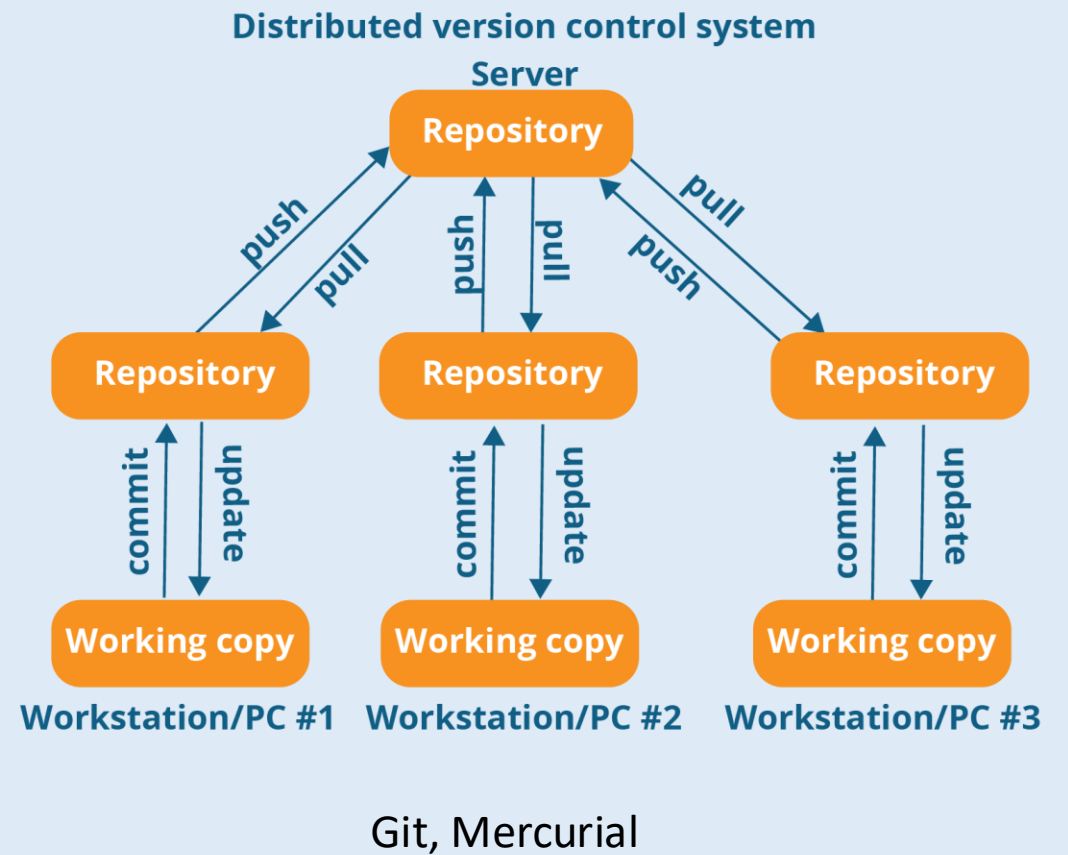 Distributed version control system
Server
Repository
push
pull
push
pull
push
pull
Repository
Repository
Repository
commit
update
commit
update
commit
update
Working copy
Working copy
Working copy
Workstation/PC #1
Workstation/PC #2
Workstation/PC #3
Git, Mercurial